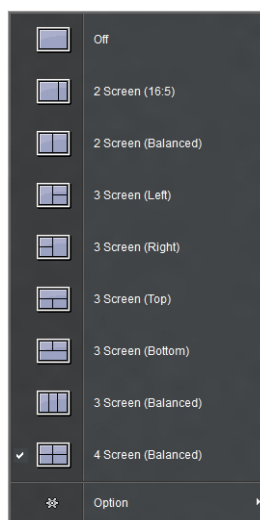 Off
2 Screen (16:5)
2 Screen (Balanced)
3 Screen (Left)
3 Screen (Right)
3 Screen (Top)
3 Screen (Bottom)
3 Screen (Balanced)
4 Screen (Balanced)
Option